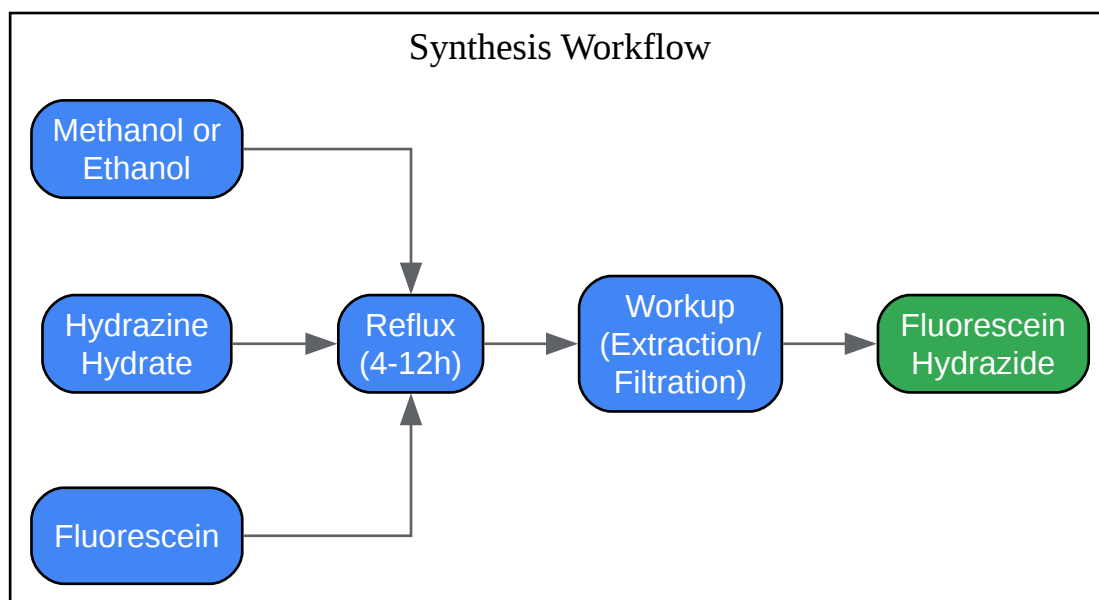 Synthesis Workflow
Methanol or
Ethanol
Hydrazine
Hydrate
Fluorescein
Reflux
(4-12h)
Workup
(Extraction/
Filtration)
Fluorescein
Hydrazide